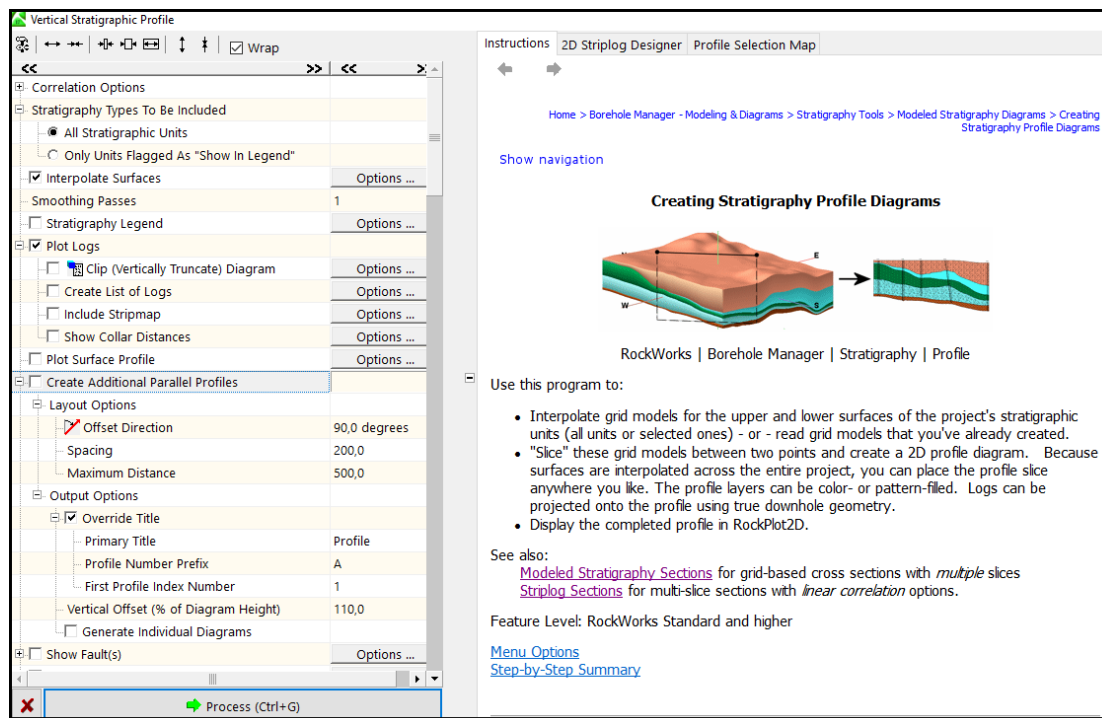 Vertical Stratigraphic Profile
Wrap
<< >> << >:
Correlation Options
Stratigraphy Types To Be Included
All Stratigraphic Units
Only Units Flagged As "Show In Legend"
Interpolate Surfaces Options ...
Smoothing Passes 1
Stratigraphy Legend Options ...
Plot Logs
Clip (Vertically Truncate) Diagram Options ...
Create List of Logs Options ...
Include Stripmap Options ...
Show Collar Distances Options ...
Plot Surface Profile Options ...
Create Additional Parallel Profiles
Layout Options
Offset Direction 90,0 degrees
Spacing 200,0
Maximum Distance 500,0
Output Options
Override Title
Primary Title Profile
Profile Number Prefix A
First Profile Index Number 1
Vertical Offset (% of Diagram Height) 110,0
Generate Individual Diagrams
Show Fault(s) Options ...
Process (Ctrl+G)
Instructions 2D Striplog Designer Profile Selection Map
Home > Borehole Manager - Modeling & Diagrams > Stratigraphy Tools > Modeled Stratigraphy Diagrams > Creating
Stratigraphy Profile Diagrams
Show navigation
Creating Stratigraphy Profile Diagrams
E
W
S
RockWorks | Borehole Manager | Stratigraphy | Profile
Use this program to:
• Interpolate grid models for the upper and lower surfaces of the project's stratigraphic
units (all units or selected ones) - or - read grid models that you've already created.
• "Slice" these grid models between two points and create a 2D profile diagram. Because
surfaces are interpolated across the entire project, you can place the profile slice
anywhere you like. The profile layers can be color- or pattern-filled. Logs can be
projected onto the profile using true downhole geometry.
• Display the completed profile in RockPlot2D.
See also:
Modeled Stratigraphy Sections for grid-based cross sections with multiple slices
Striplog Sections for multi-slice sections with linear correlation options.
Feature Level: RockWorks Standard and higher
Menu Options
Step-by-Step Summary